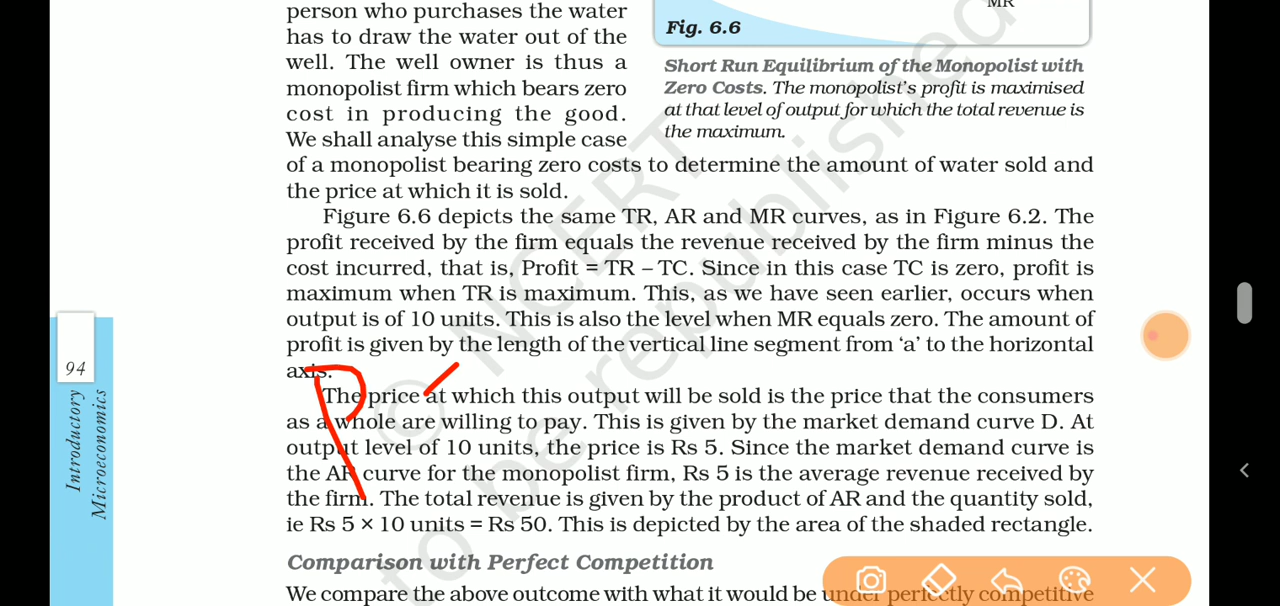 person who purchases the water
has to draw the water out of the
well. The well owner is thus a
monopolist firm which bears zero
cost in producing the good.
We shall analyse this simple case
MR
Fig. 6.6
Short Run Equilibrium of the Monopolist with
Zero Costs. The monopolist's profit is maximised
at that level of output for which the total revenue is
the maximum.
of a monopolist bearing zero costs to determine the amount of water sold and
the price at which it is sold.
Figure 6.6 depicts the same TR, AR and MR curves, as in Figure 6.2. The
profit received by the firm equals the revenue received by the firm minus the
cost incurred, that is, Profit = TR – TC. Since in this case TC is zero, profit is
maximum when TR is maximum. This, as we have seen earlier, occurs when
output is of 10 units. This is also the level when MR equals zero. The amount of
profit is given by the length of the vertical line segment from 'a' to the horizontal
axis.
The price at which this output will be sold is the price that the consumers
as a whole are willing to pay. This is given by the market demand curve D. At
output level of 10 units, the price is Rs 5. Since the market demand curve is
the AR curve for the monopolist firm, Rs 5 is the average revenue received by
the firm. The total revenue is given by the product of AR and the quantity sold,
ie Rs 5 × 10 units = Rs 50. This is depicted by the area of the shaded rectangle.
Comparison with Perfect Competition
We compare the above outcome with what it would be under perfectly competitive
94
Introductory
Microeconomics
© NCERT
to be republished
P